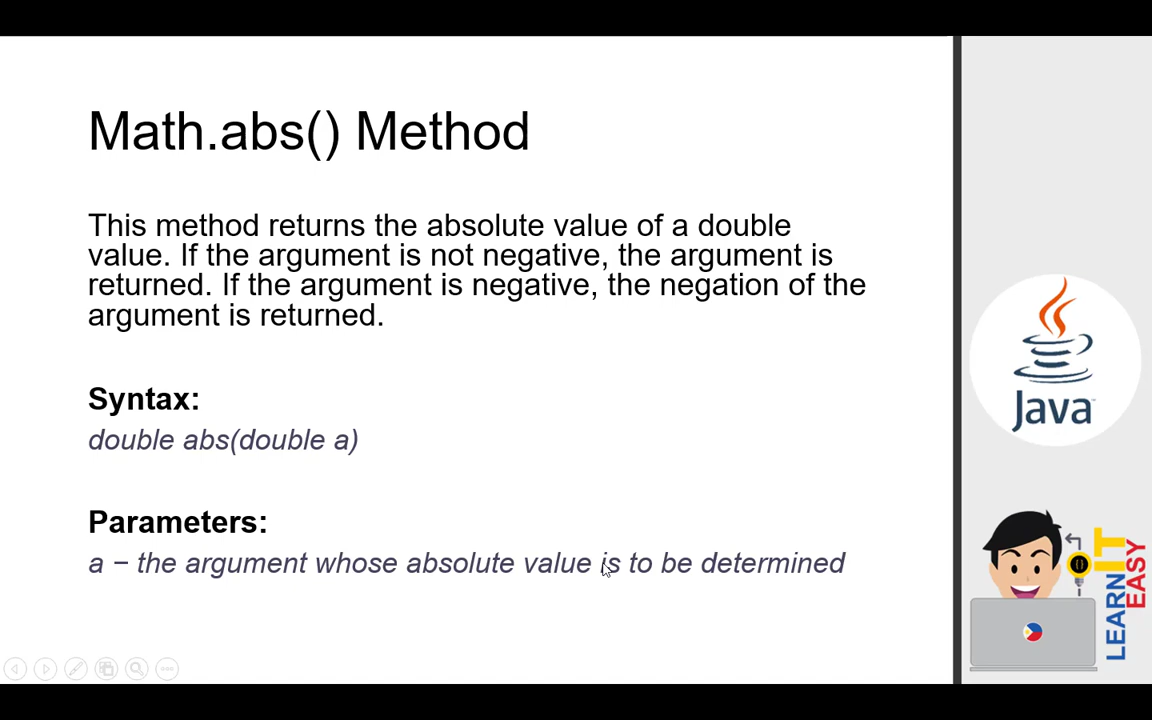 Math.abs() Method
This method returns the absolute value of a double
value. If the argument is not negative, the argument is
returned. If the argument is negative, the negation of the
argument is returned.
Syntax:
double abs(double a)
Parameters:
a − the argument whose absolute value is to be determined
Java™
LEARN IT
EASY